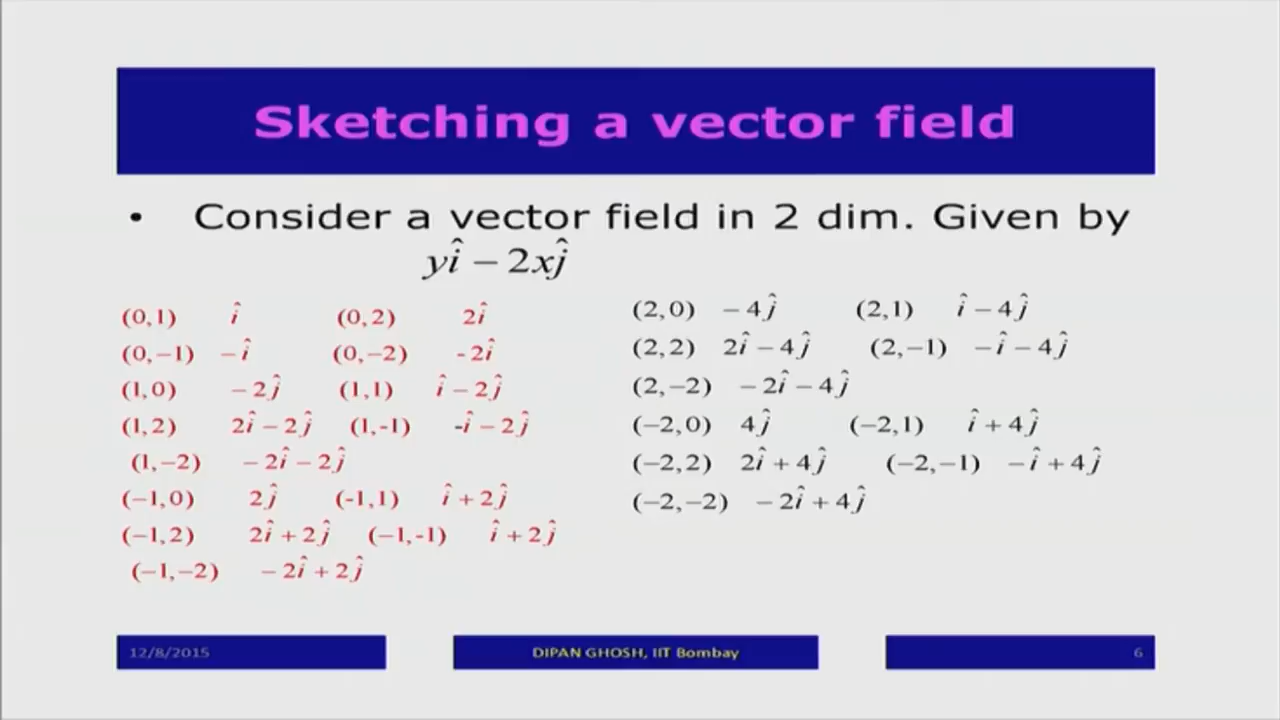 Sketching a vector field
• Consider a vector field in 2 dim. Given by
yî − 2xĵ
(0,1) î (0,2) 2î
(0,−1) −î (0,−2) -2î
(1,0) −2ĵ (1,1) î − 2ĵ
(1,2) 2î − 2ĵ (1,-1) -î − 2ĵ
(1,−2) −2î − 2ĵ
(−1,0) 2ĵ (-1,1) î + 2ĵ
(−1,2) 2î + 2ĵ (−1,-1) î + 2ĵ
(−1,−2) −2î + 2ĵ
(2,0) −4ĵ (2,1) î − 4ĵ
(2,2) 2î − 4ĵ (2,−1) −î − 4ĵ
(2,−2) −2î − 4ĵ
(−2,0) 4ĵ (−2,1) î + 4ĵ
(−2,2) 2î + 4ĵ (−2,−1) −î + 4ĵ
(−2,−2) −2î + 4ĵ
12/8/2015 DIPAN GHOSH, IIT Bombay 6